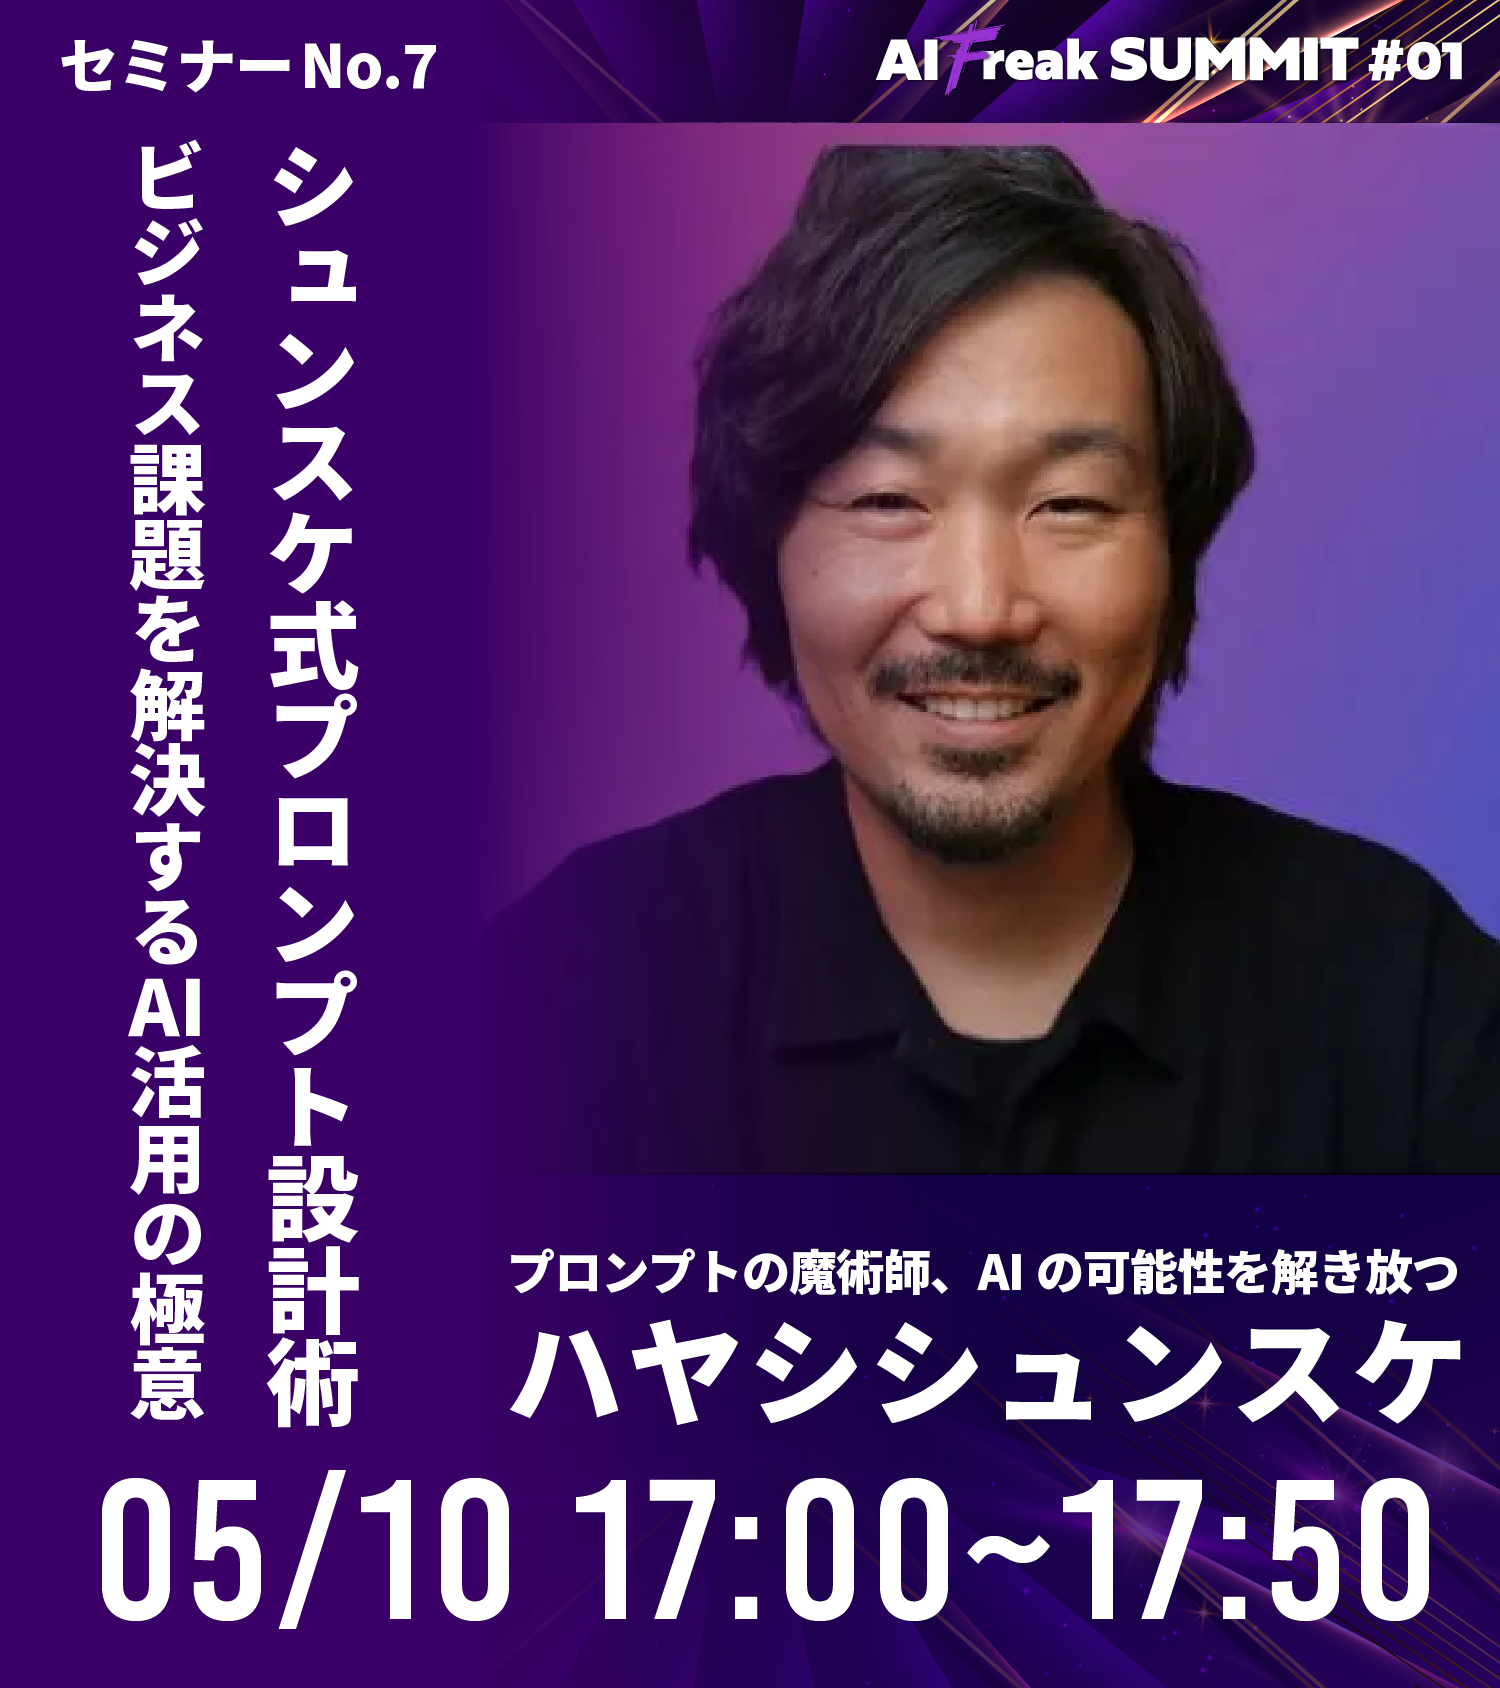 セミナーNo.7
AI Freak SUMMIT #01
シュンスケ式プロンプト設計術
ビジネス課題を解決するAI活用の極意
プロンプトの魔術師、AIの可能性を解き放つ
ハヤシシュンスケ
05/10 17:00~17:50